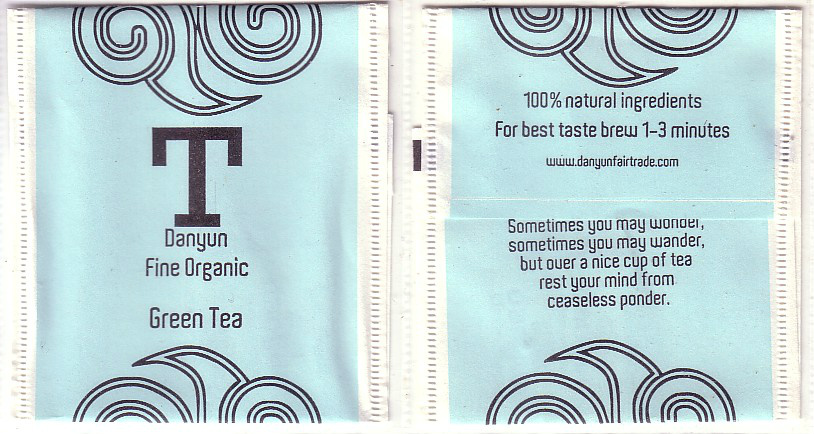 T
Danyun
Fine Organic
Green Tea
100% natural ingredients
For best taste brew 1-3 minutes
www.danyunfairtrade.com
Sometimes you may wonder,
sometimes you may wander,
but over a nice cup of tea
rest your mind from
ceaseless ponder.